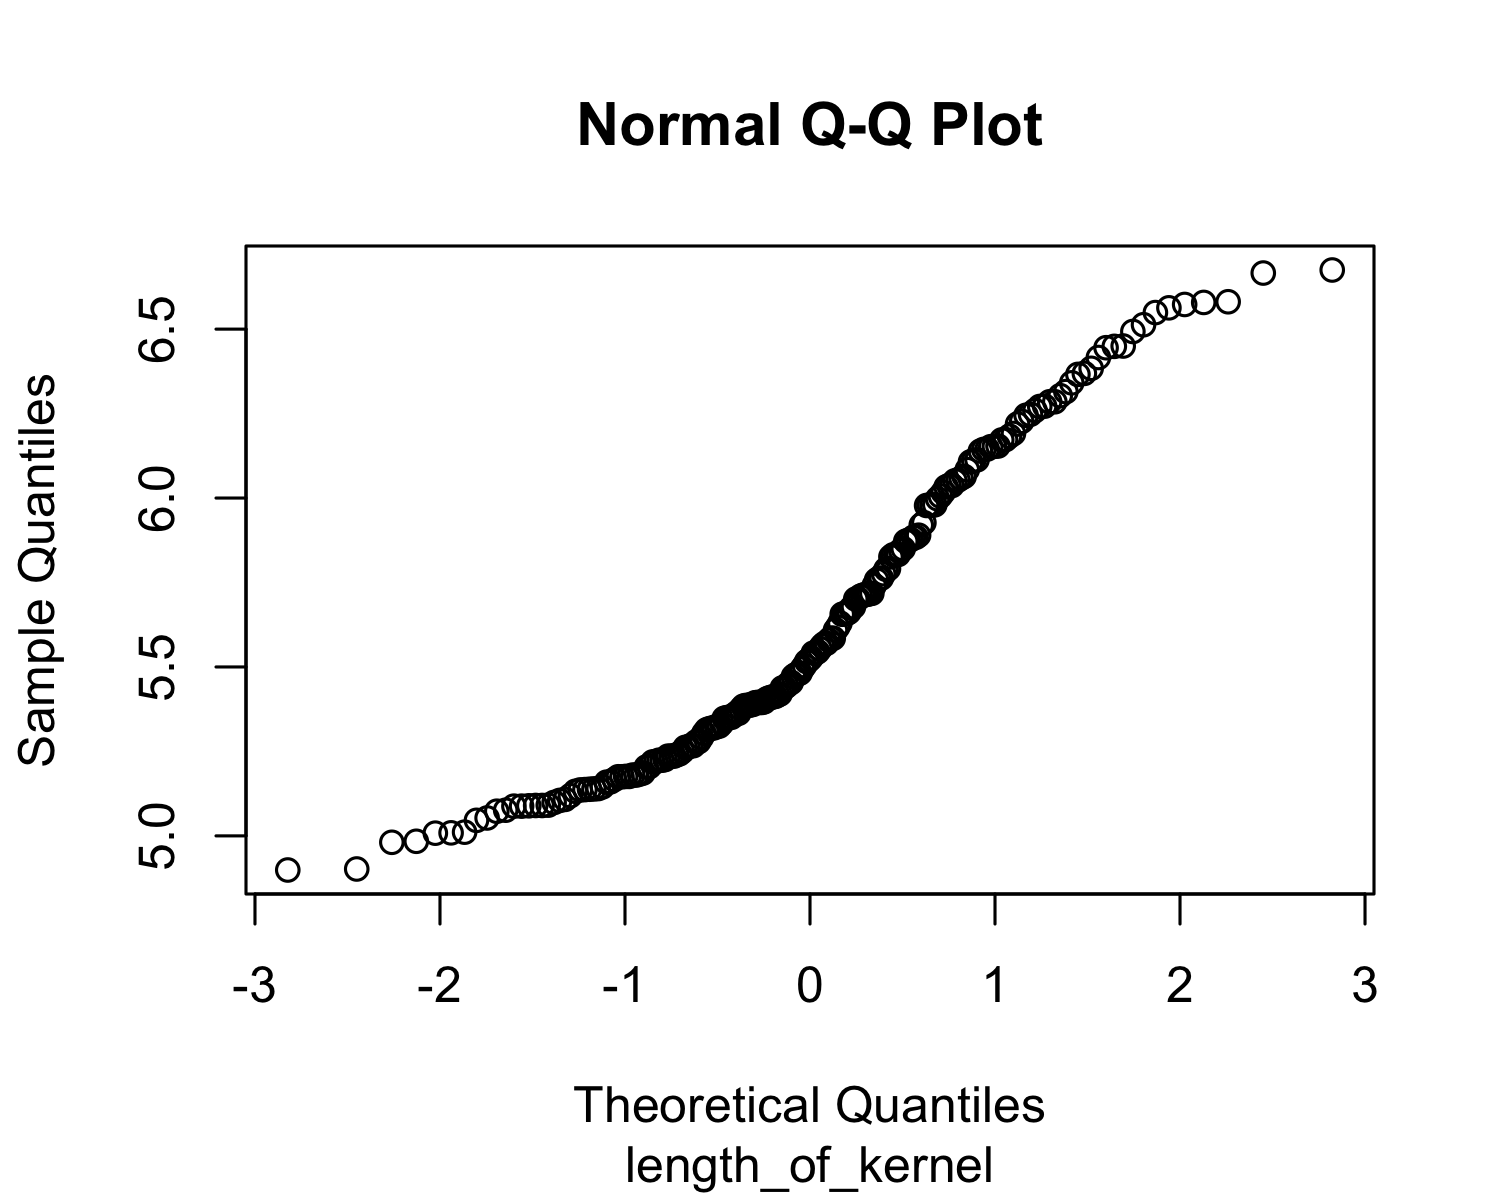 Normal Q-Q Plot
Sample Quantiles
6.5
6.0
5.5
5.0
-3 -2 -1 0 1 2 3
Theoretical Quantiles
length_of_kernel